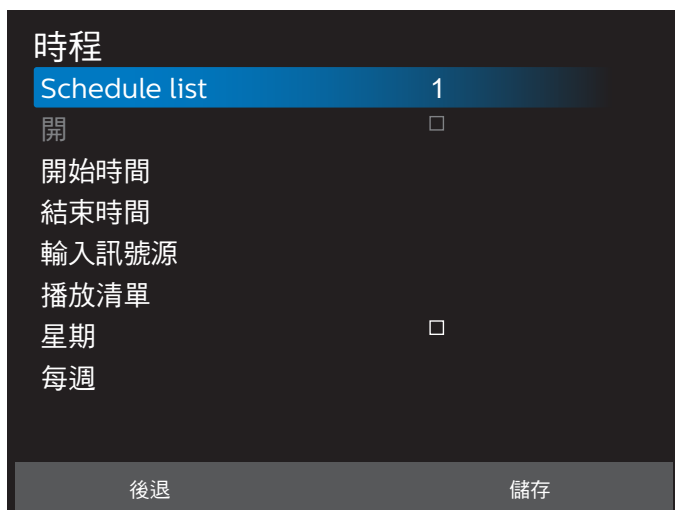 時程
Schedule list 1
開 □
開始時間
結束時間
輸入訊號源
播放清單
星期 □
每週
後退 儲存